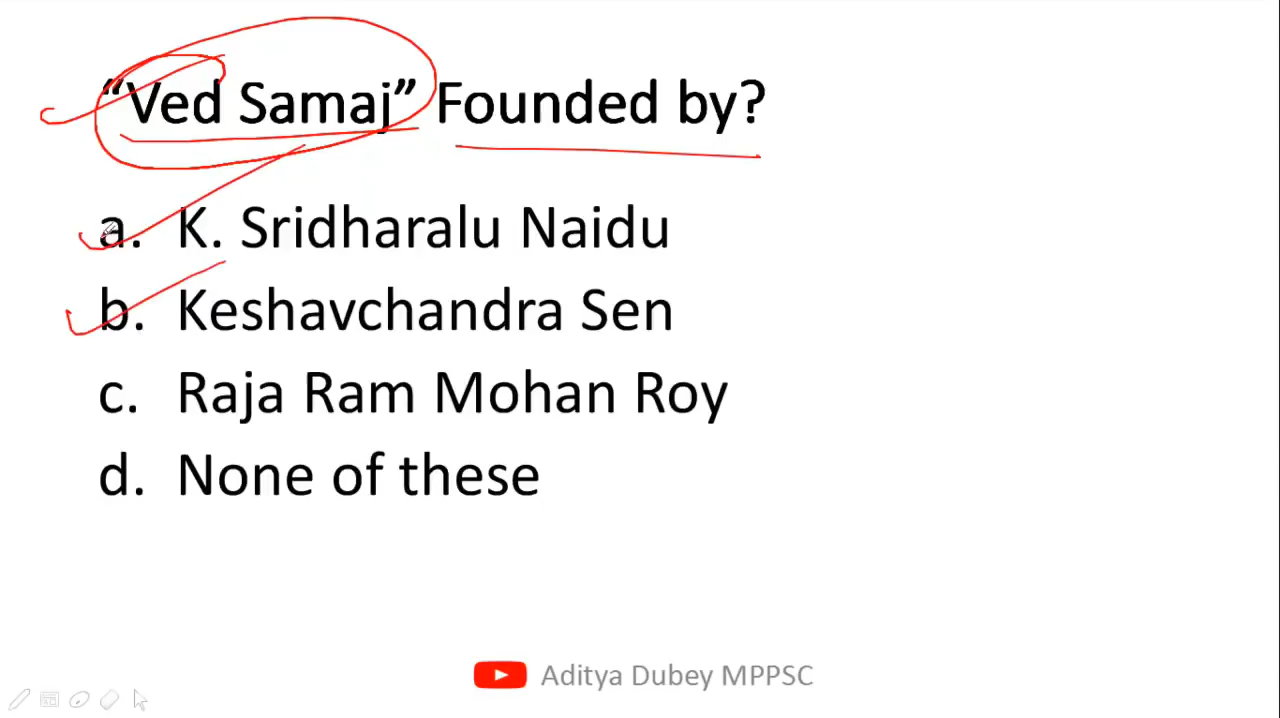 “Ved Samaj” Founded by?
a. K. Sridharalu Naidu
b. Keshavchandra Sen
c. Raja Ram Mohan Roy
d. None of these
Aditya Dubey MPPSC